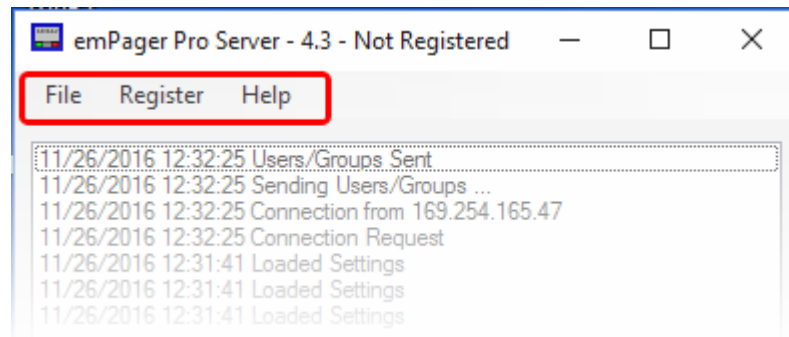 emPager Pro Server - 4.3 - Not Registered
File Register Help
11/26/2016 12:32:25 Users/Groups Sent
11/26/2016 12:32:25 Sending Users/Groups ...
11/26/2016 12:32:25 Connection from 169.254.165.47
11/26/2016 12:32:25 Connection Request
11/26/2016 12:31:41 Loaded Settings
11/26/2016 12:31:41 Loaded Settings
11/26/2016 12:31:41 Loaded Settings